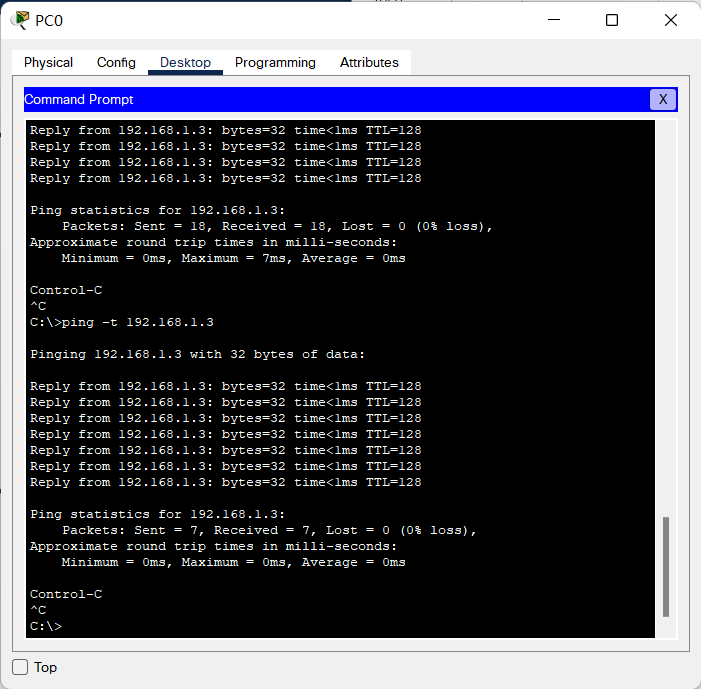 PC0
Physical Config Desktop Programming Attributes
Command Prompt X
Reply from 192.168.1.3: bytes=32 time<1ms TTL=128
Reply from 192.168.1.3: bytes=32 time<1ms TTL=128
Reply from 192.168.1.3: bytes=32 time<1ms TTL=128
Reply from 192.168.1.3: bytes=32 time<1ms TTL=128
Ping statistics for 192.168.1.3:
Packets: Sent = 18, Received = 18, Lost = 0 (0% loss),
Approximate round trip times in milli-seconds:
Minimum = 0ms, Maximum = 7ms, Average = 0ms
Control-C
^C
C:\>ping -t 192.168.1.3
Pinging 192.168.1.3 with 32 bytes of data:
Reply from 192.168.1.3: bytes=32 time<1ms TTL=128
Reply from 192.168.1.3: bytes=32 time<1ms TTL=128
Reply from 192.168.1.3: bytes=32 time<1ms TTL=128
Reply from 192.168.1.3: bytes=32 time<1ms TTL=128
Reply from 192.168.1.3: bytes=32 time<1ms TTL=128
Reply from 192.168.1.3: bytes=32 time<1ms TTL=128
Reply from 192.168.1.3: bytes=32 time<1ms TTL=128
Ping statistics for 192.168.1.3:
Packets: Sent = 7, Received = 7, Lost = 0 (0% loss),
Approximate round trip times in milli-seconds:
Minimum = 0ms, Maximum = 0ms, Average = 0ms
Control-C
^C
C:\>
Top